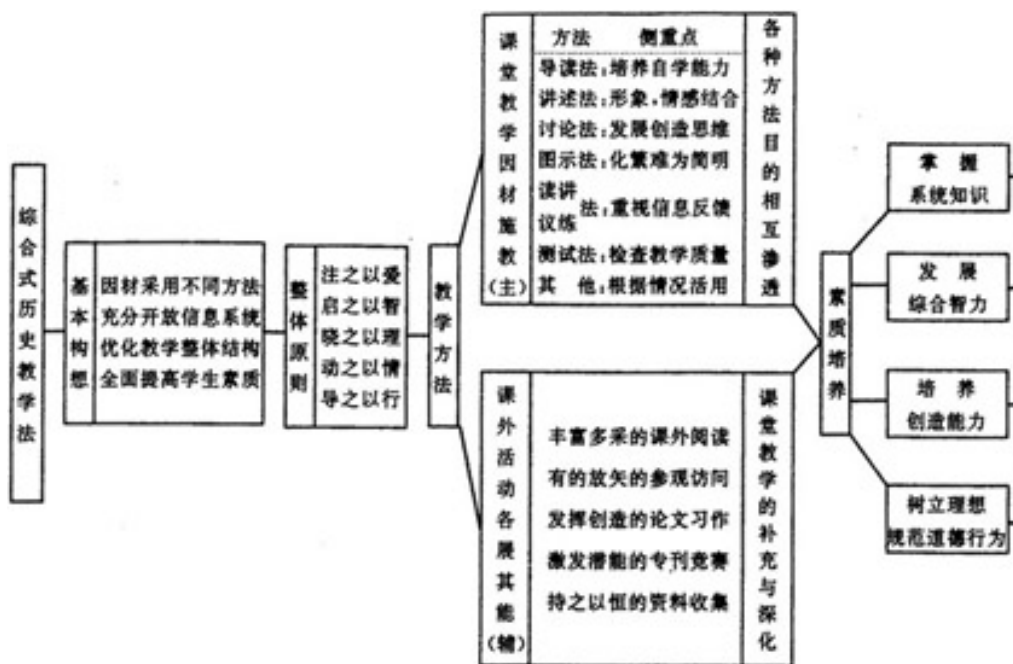 综合式历史教学法
基本构想
因材采用不同方法
充分开放信息系统
优化教学整体结构
全面提高学生素质
整体原则
注之以爱
启之以智
晓之以理
动之以情
导之以行
教学方法
课堂教学因材施教(主)
方法 侧重点
导读法:培养自学能力
讲述法:形象,情感结合
讨论法:发展创造思维
图示法:化繁难为简明
读讲
议练法:重视信息反馈
测试法:检查教学质量
其 他:根据情况活用
各种方法目的相互渗透
课外活动各展其能(辅)
丰富多采的课外阅读
有的放矢的参观访问
发挥创造的论文习作
激发潜能的专刊竞赛
持之以恒的资料收集
课堂教学的补充与深化
素质培养
掌 握
系统知识
发 展
综合智力
培 养
创造能力
树立理想
规范道德行为